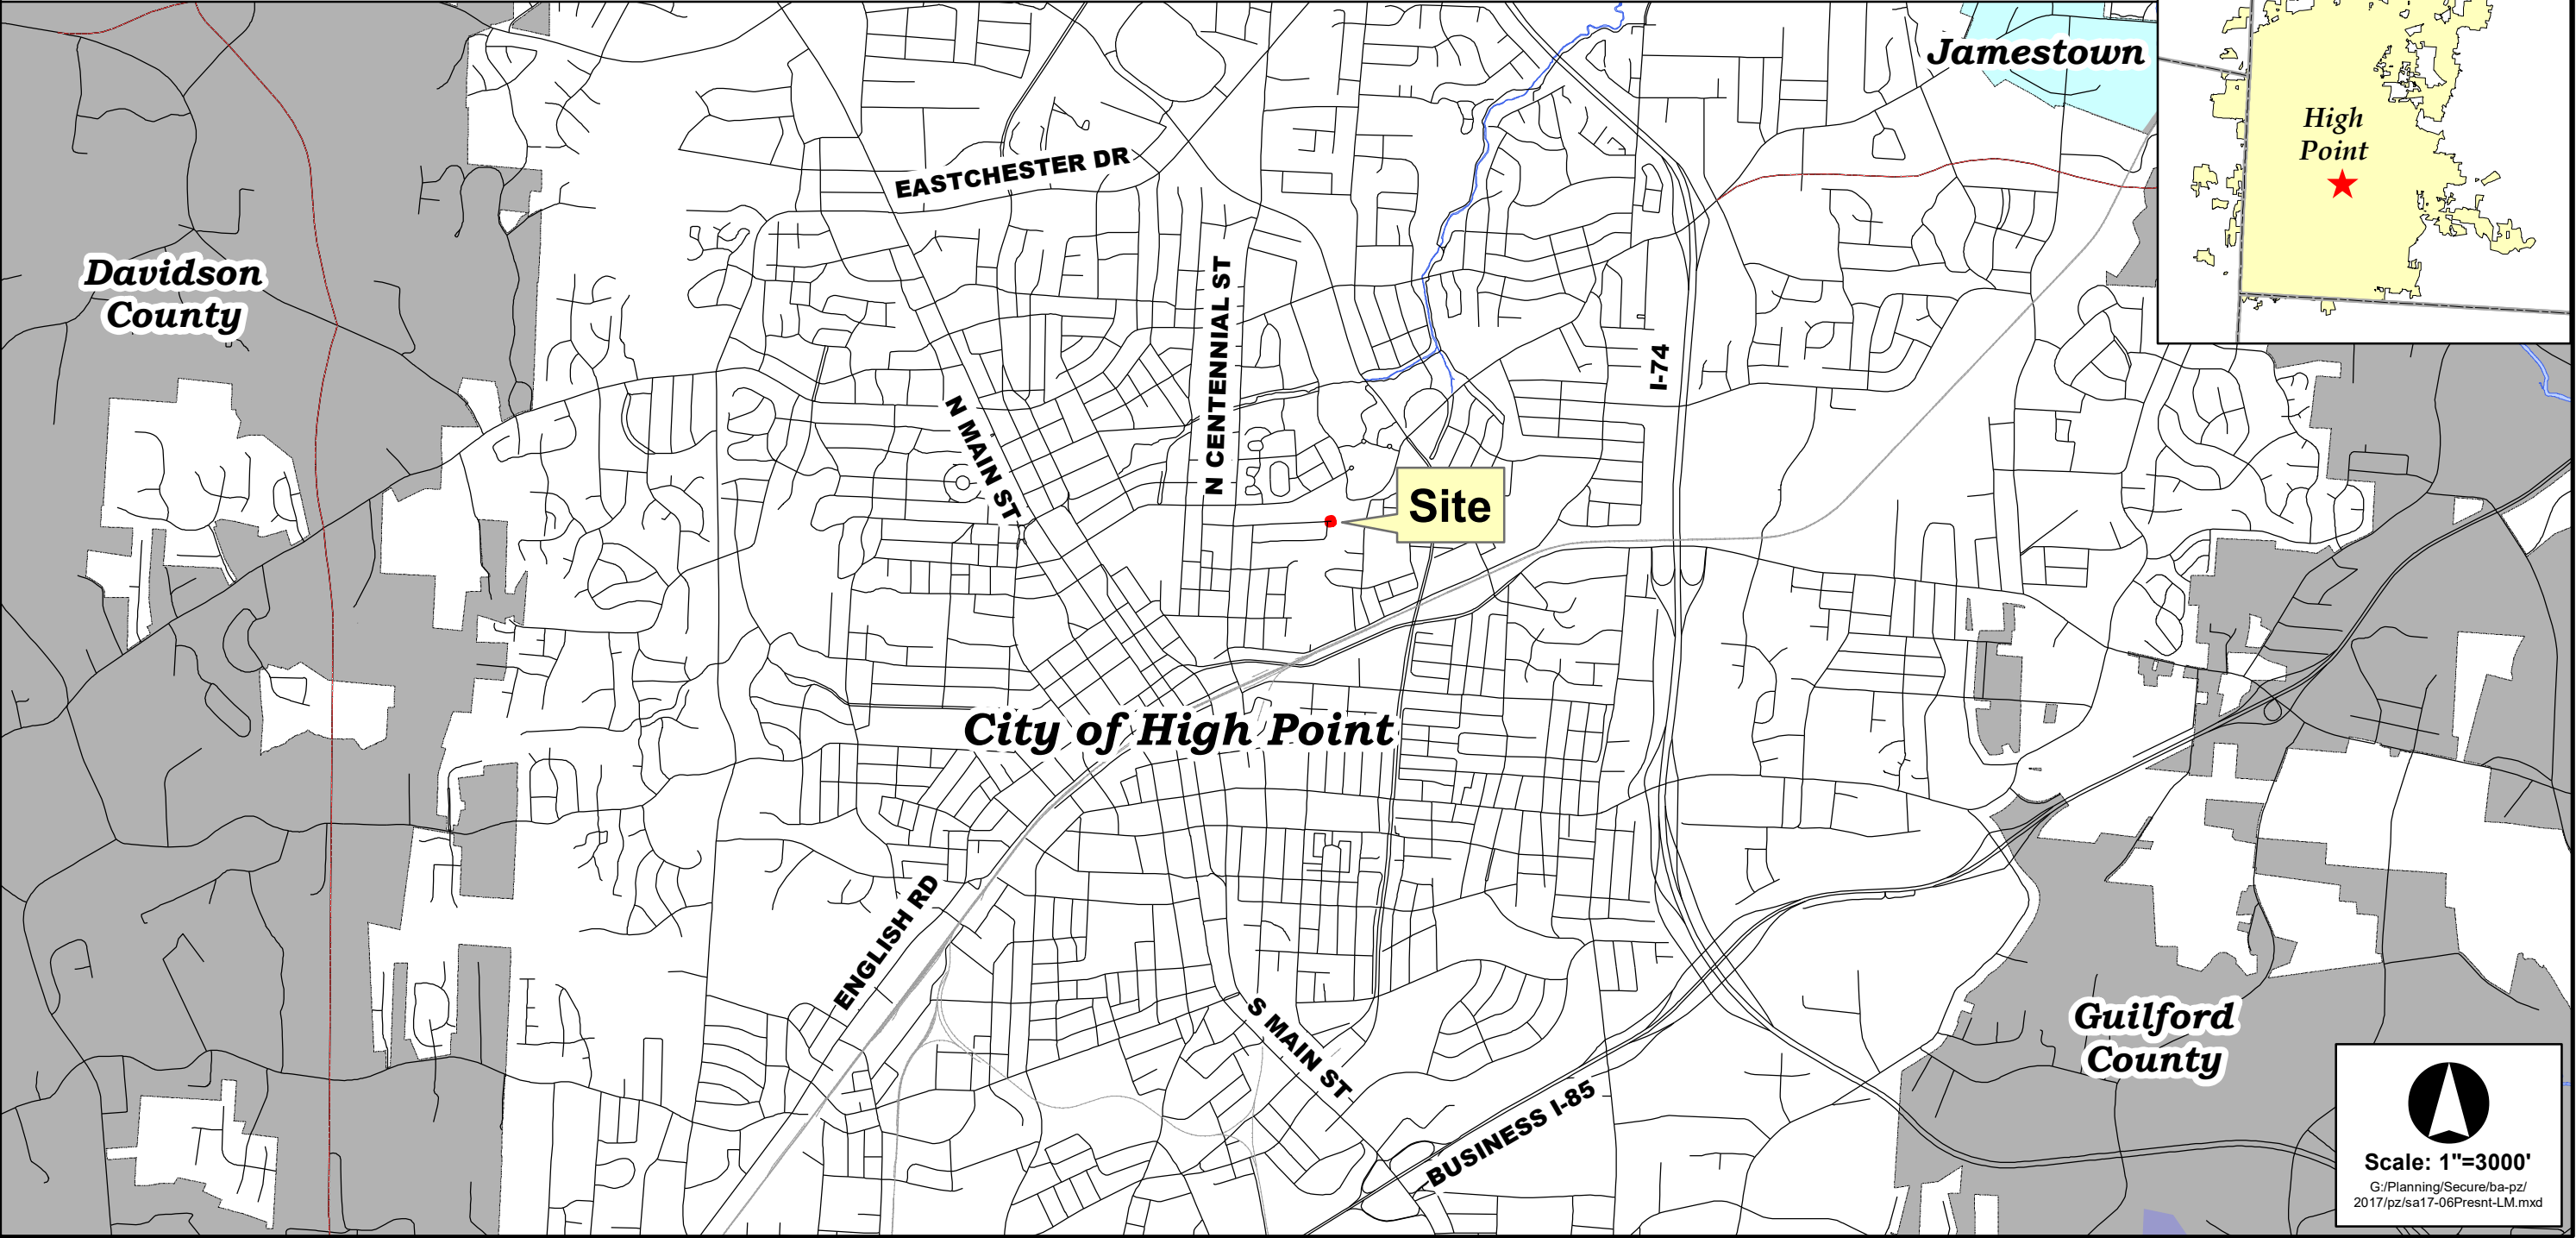 Jamestown
High
Point
EASTCHESTER DR
Davidson
County
N CENTENNIAL ST
I-74
N MAIN ST
Site
City of High Point
ENGLISH RD
S MAIN ST
Guilford
County
BUSINESS I-85
Scale: 1"=3000'
G:/Planning/Secure/ba-pz/
2017/pz/sa17-06Presnt-LM.mxd